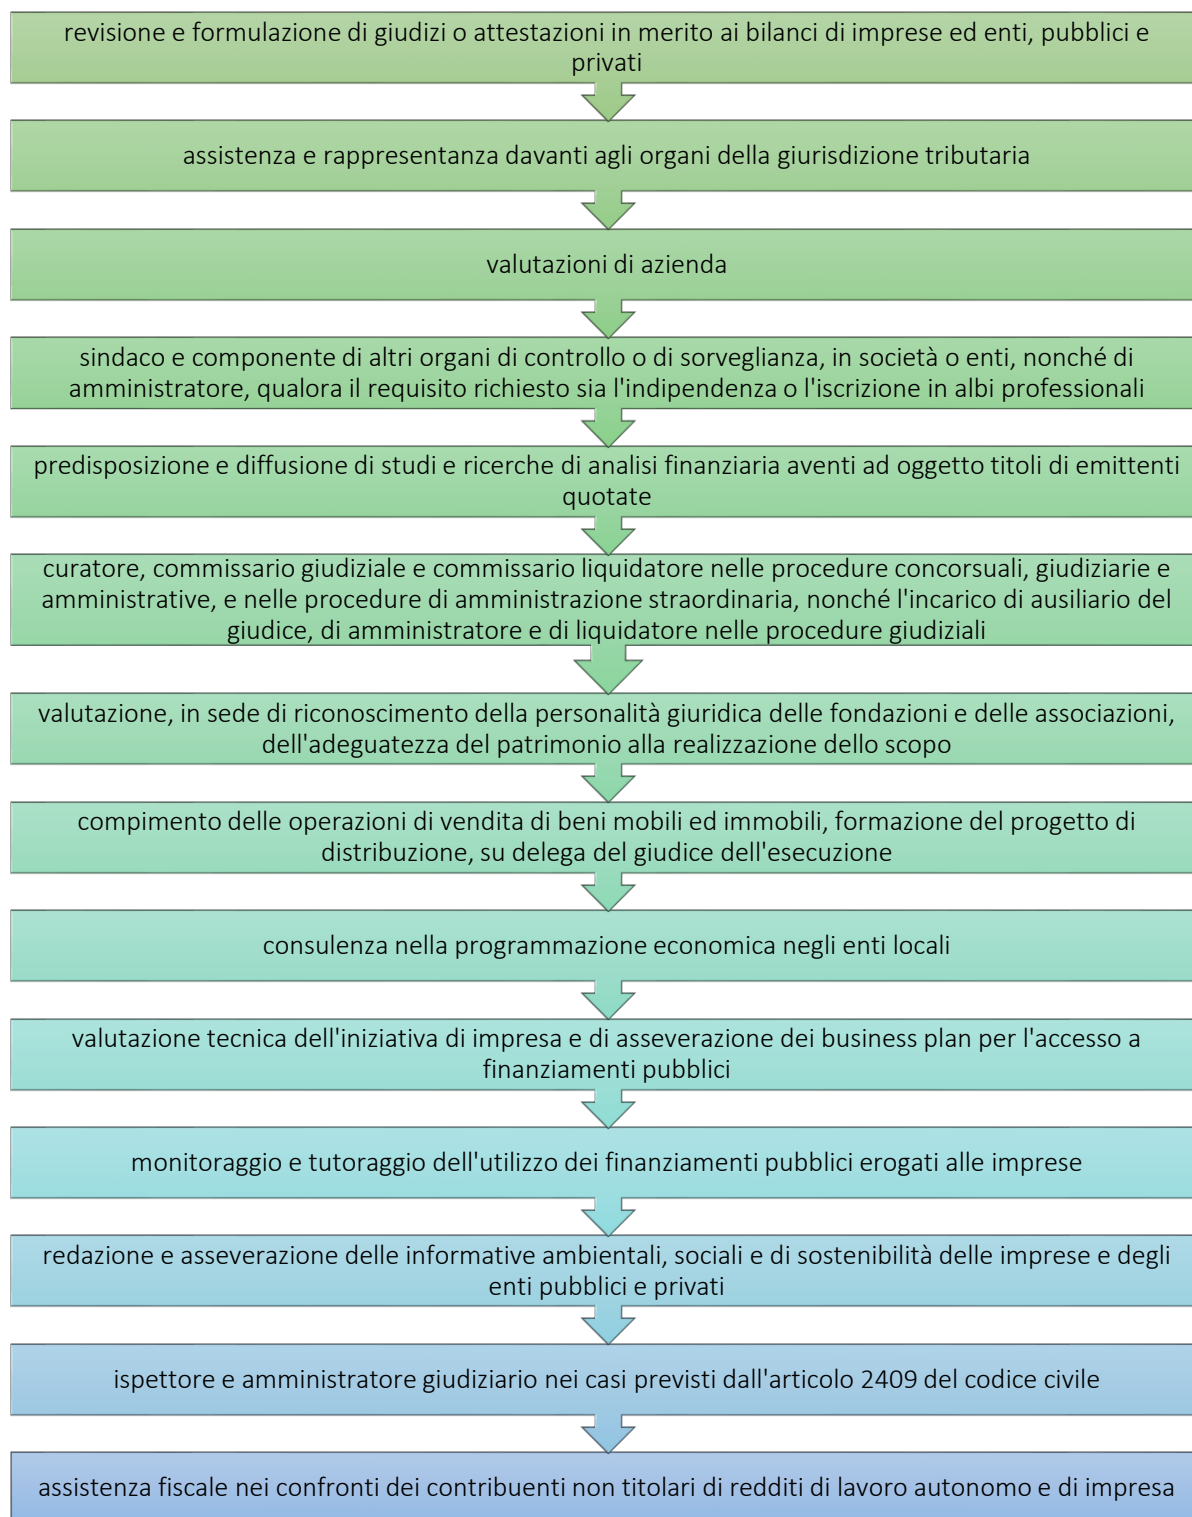 revisione e formulazione di giudizi o attestazioni in merito ai bilanci di imprese ed enti, pubblici e
privati
assistenza e rappresentanza davanti agli organi della giurisdizione tributaria
valutazioni di azienda
sindaco e componente di altri organi di controllo o di sorveglianza, in società o enti, nonché di
amministratore, qualora il requisito richiesto sia l'indipendenza o l'iscrizione in albi professionali
predisposizione e diffusione di studi e ricerche di analisi finanziaria aventi ad oggetto titoli di emittenti
quotate
curatore, commissario giudiziale e commissario liquidatore nelle procedure concorsuali, giudiziarie e
amministrative, e nelle procedure di amministrazione straordinaria, nonché l'incarico di ausiliario del
giudice, di amministratore e di liquidatore nelle procedure giudiziali
valutazione, in sede di riconoscimento della personalità giuridica delle fondazioni e delle associazioni,
dell'adeguatezza del patrimonio alla realizzazione dello scopo
compimento delle operazioni di vendita di beni mobili ed immobili, formazione del progetto di
distribuzione, su delega del giudice dell'esecuzione
consulenza nella programmazione economica negli enti locali
valutazione tecnica dell'iniziativa di impresa e di asseverazione dei business plan per l'accesso a
finanziamenti pubblici
monitoraggio e tutoraggio dell'utilizzo dei finanziamenti pubblici erogati alle imprese
redazione e asseverazione delle informative ambientali, sociali e di sostenibilità delle imprese e degli
enti pubblici e privati
ispettore e amministratore giudiziario nei casi previsti dall'articolo 2409 del codice civile
assistenza fiscale nei confronti dei contribuenti non titolari di redditi di lavoro autonomo e di impresa